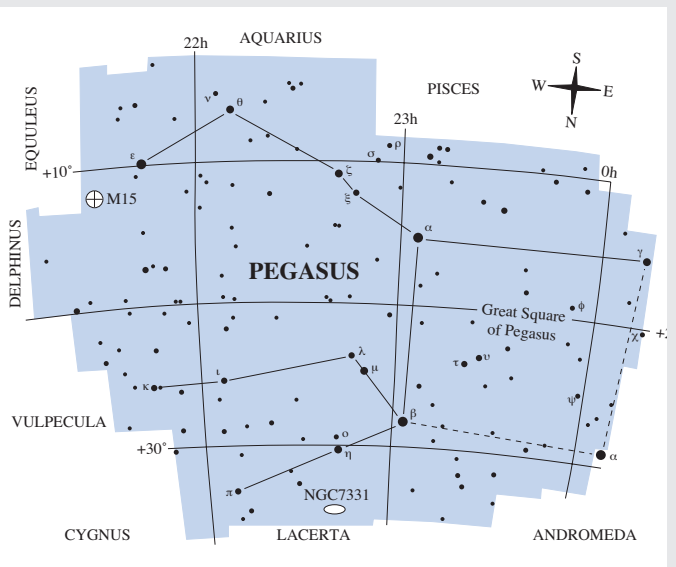 AQUARIUS
22h
S
W E
N
PISCES
EQUULEUS
ν
θ
23h
ρ
σ
ε
+10°
ζ
0h
ξ
M15
α
DELPHINUS
γ
PEGASUS
ϕ
Great Square
of Pegasus
+2
χ
λ
υ
τ
μ
ι
κ
ψ
β
VULPECULA
ο
+30°
η
α
π
NGC7331
CYGNUS
LACERTA
ANDROMEDA